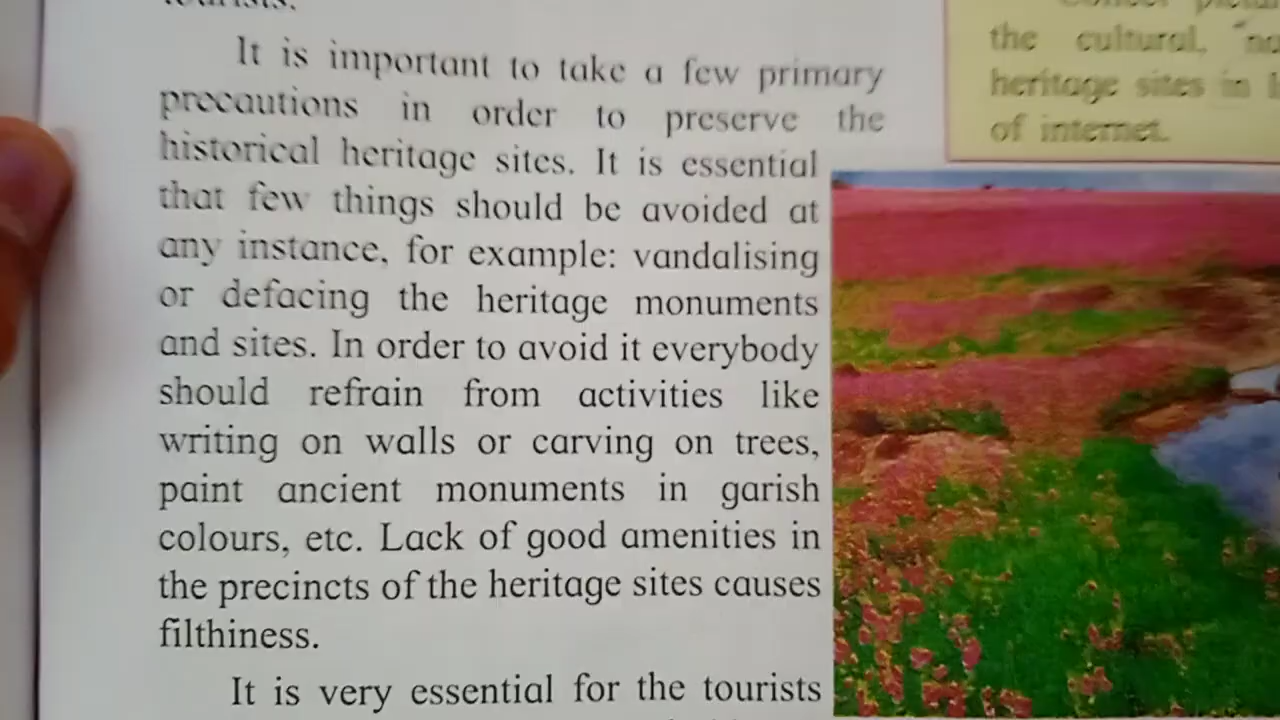 It is important to take a few primary
precautions in order to preserve the
historical heritage sites. It is essential
that few things should be avoided at
any instance, for example: vandalising
or defacing the heritage monuments
and sites. In order to avoid it everybody
should refrain from activities like
writing on walls or carving on trees,
paint ancient monuments in garish
colours, etc. Lack of good amenities in
the precincts of the heritage sites causes
filthiness.
It is very essential for the tourists
the cultural,
heritage sites in
of internet.